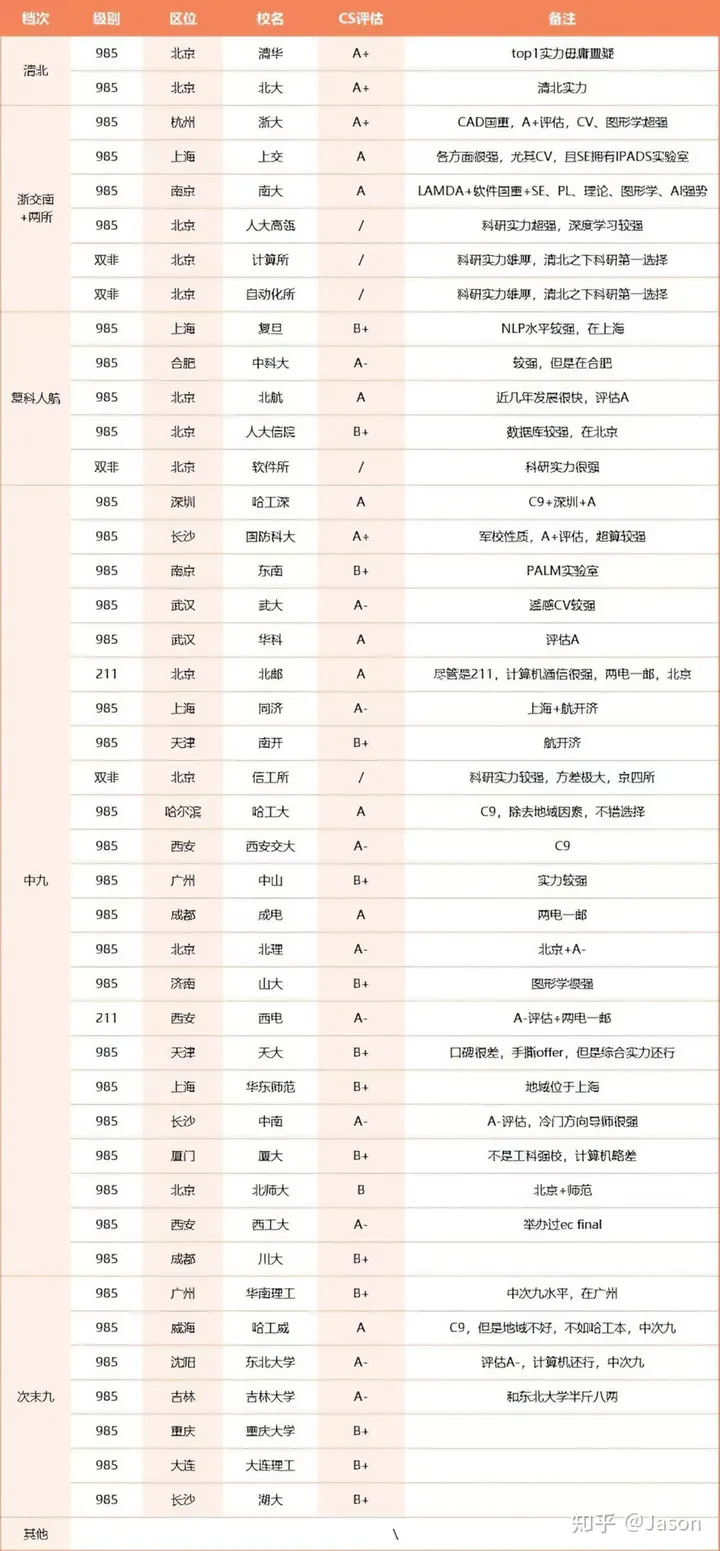 档次 级别 区位 校名 CS评估 备注
清北 985 北京 清华 A+ top1实力毋庸置疑
985 北京 北大 A+ 清北实力
浙交南+两所 985 杭州 浙大 A+ CAD国重，A+评估，CV、图形学超强
985 上海 上交 A 各方面很强，尤其CV，且SE拥有IPADS实验室
985 南京 南大 A LAMDA+软件国重+SE、PL、理论、图形学、AI强势
985 北京 人大高瓴 / 科研实力超强，深度学习较强
双非 北京 计算所 / 科研实力雄厚，清北之下科研第一选择
双非 北京 自动化所 / 科研实力雄厚，清北之下科研第一选择
复科人航 985 上海 复旦 B+ NLP水平较强，在上海
985 合肥 中科大 A- 较强，但是在合肥
985 北京 北航 A 近几年发展很快，评估A
985 北京 人大信院 B+ 数据库较强，在北京
双非 北京 软件所 / 科研实力很强
中九 985 深圳 哈工深 A C9+深圳+A
985 长沙 国防科大 A+ 军校性质，A+评估，超算较强
985 南京 东南 B+ PALM实验室
985 武汉 武大 A- 遥感CV较强
985 武汉 华科 A 评估A
211 北京 北邮 A 尽管是211，计算机通信很强，两电一邮，北京
985 上海 同济 A- 上海+航开济
985 天津 南开 B+ 航开济
双非 北京 信工所 / 科研实力较强，方差极大，京四所
985 哈尔滨 哈工大 A C9，除去地域因素，不错选择
985 西安 西安交大 A- C9
985 广州 中山 B+ 实力较强
985 成都 成电 A 两电一邮
985 北京 北理 A- 北京+A-
985 济南 山大 B+ 图形学很强
211 西安 西电 A- A-评估+两电一邮
985 天津 天大 B+ 口碑很差，手撕offer，但是综合实力还行
985 上海 华东师范 B+ 地域位于上海
985 长沙 中南 A- A-评估，冷门方向导师很强
985 厦门 厦大 B+ 不是工科强校，计算机略差
985 北京 北师大 B 北京+师范
985 西安 西工大 A- 举办过ec final
985 成都 川大 B+
次末九 985 广州 华南理工 B+ 中次九水平，在广州
985 威海 哈工威 A C9，但是地域不好，不如哈工本，中次九
985 沈阳 东北大学 A- 评估A-，计算机还行，中次九
985 吉林 吉林大学 A- 和东北大学半斤八两
985 重庆 重庆大学 B+
985 大连 大连理工 B+
985 长沙 湖大 B+
其他 \
知乎 @Jason